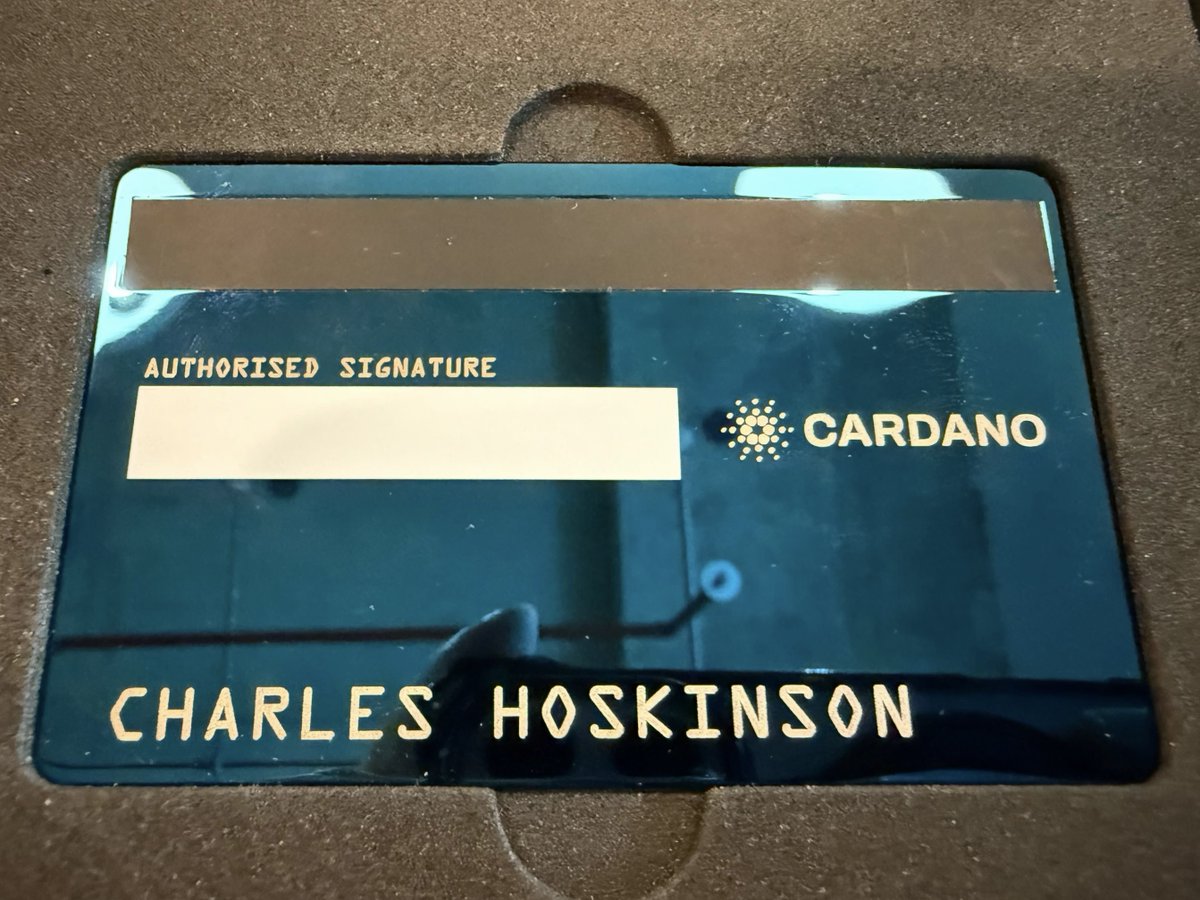 AUTHORISED SIGNATURE
CARDANO
CHARLES HOSKINSON